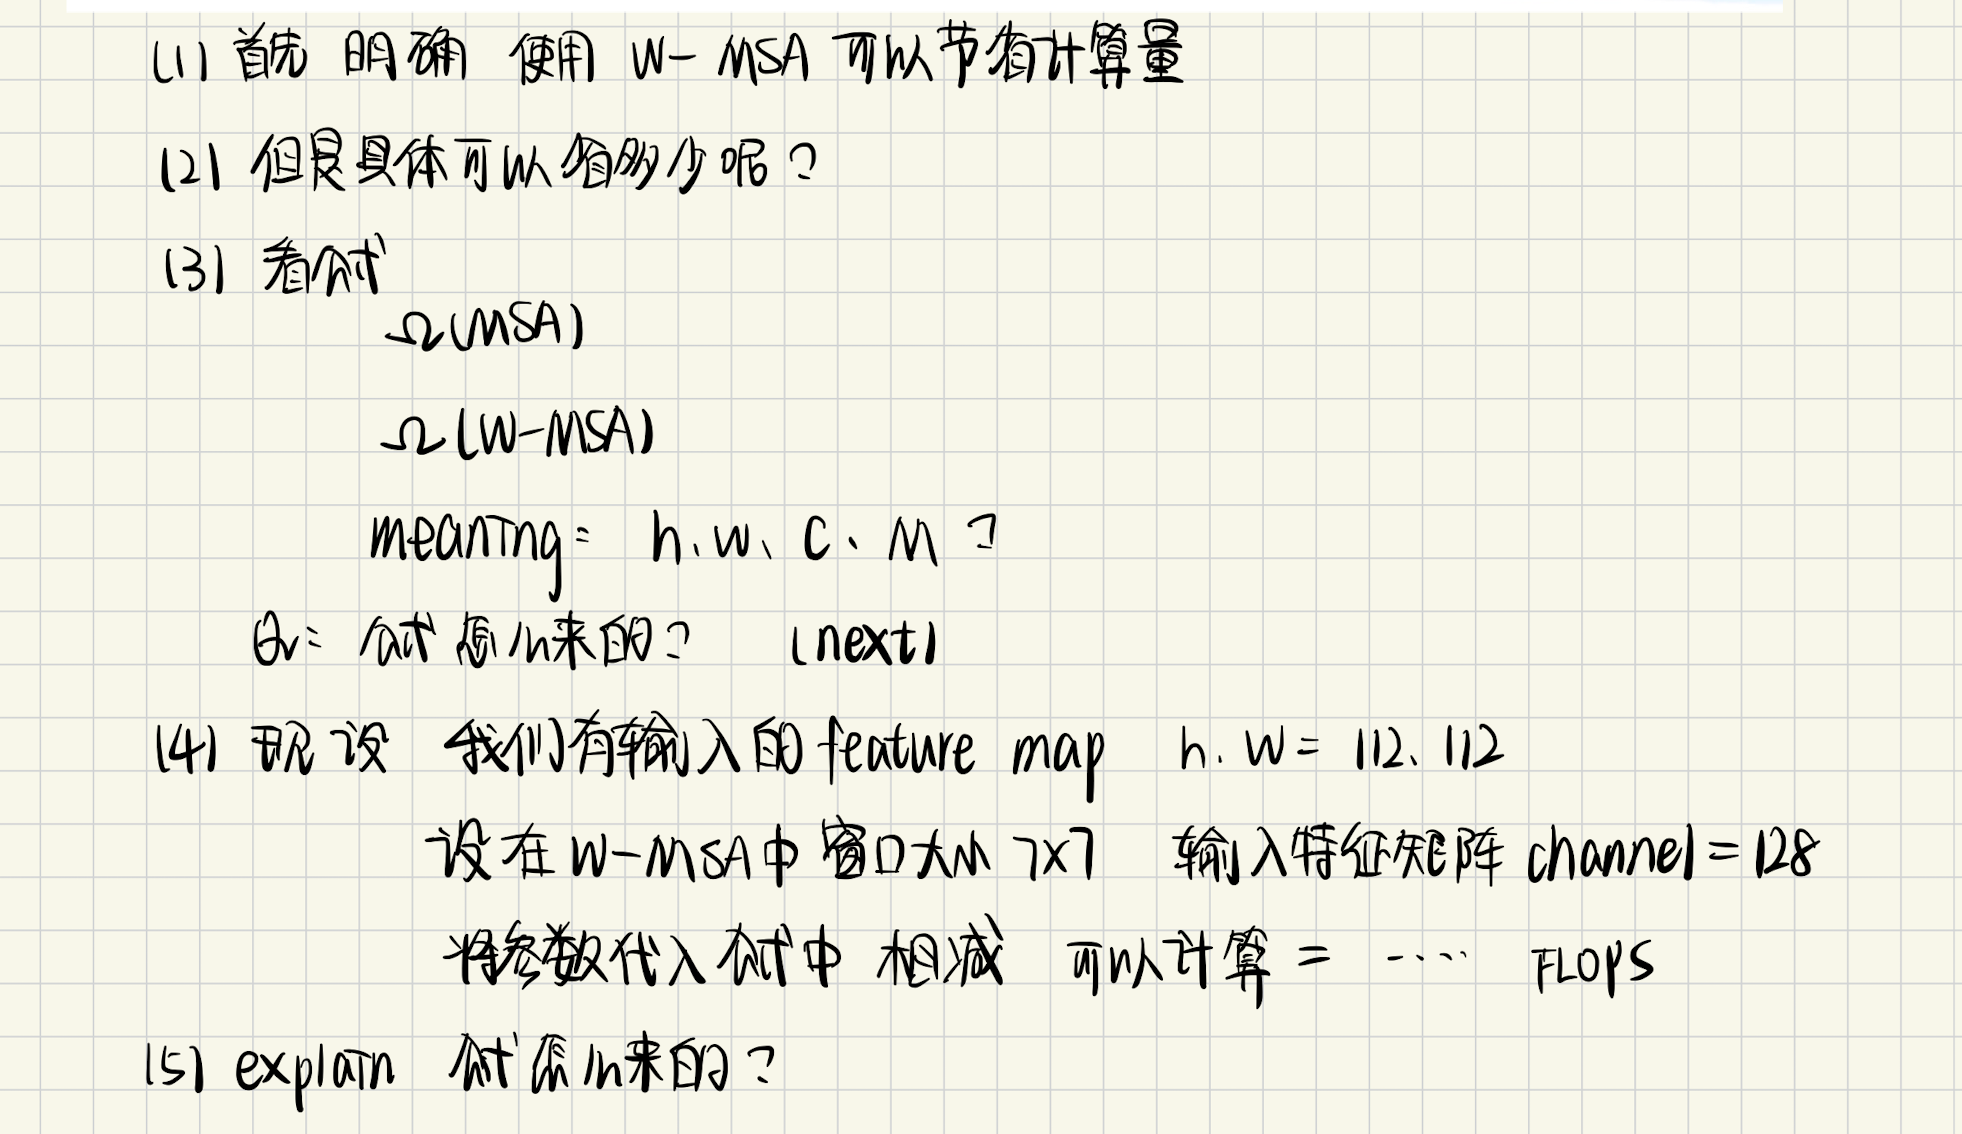 (1) 首先 明确 使用 W-MSA 可以节省计算量
(2) 但是具体可以省多少呢?
(3) 看公式
Ω(MSA)
Ω(W-MSA)
meaning: h、w、C、M ?
Q: 公式怎么来的? (next)
(4) 现设 我们有输入的 feature map h、w = 112、112
设在 W-MSA中 窗口大小 7x7 输入特征矩阵 channel = 128
将参数代入公式中 相减 可以计算 = ···· FLOPS
(5) explain 公式怎么来的?